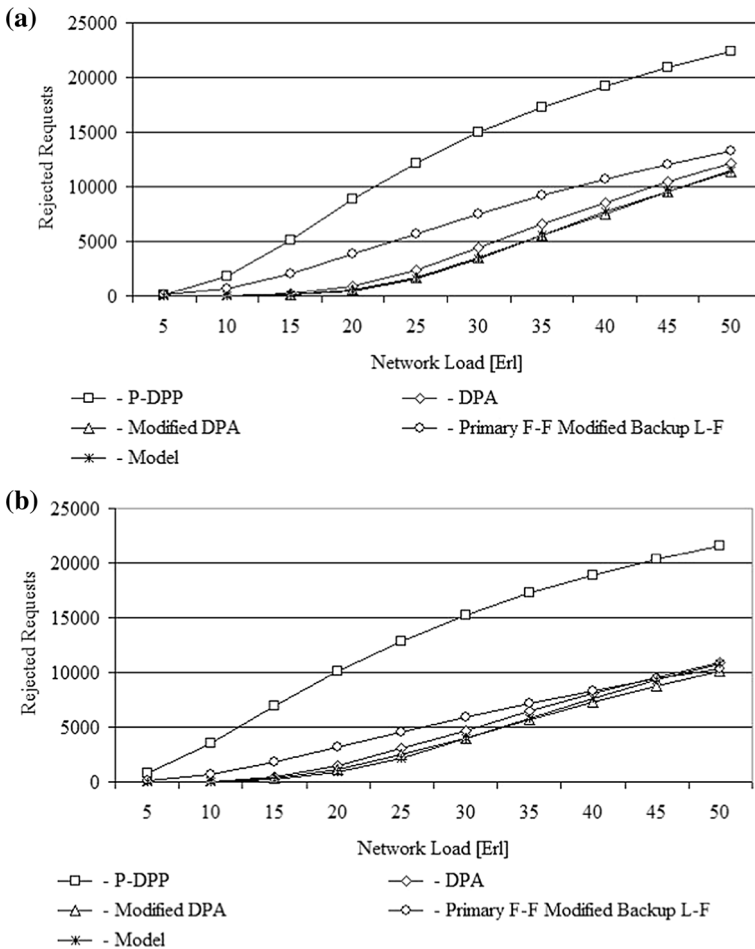 (a)
25000
20000
15000
10000
5000
0
Rejected Requests
5 10 15 20 25 30 35 40 45 50
Network Load [Erl]
- P-DPP - DPA
- Modified DPA - Primary F-F Modified Backup L-F
- Model
(b)
25000
20000
15000
10000
5000
0
Rejected Requests
5 10 15 20 25 30 35 40 45 50
Network Load [Erl]
- P-DPP - DPA
- Modified DPA - Primary F-F Modified Backup L-F
- Model